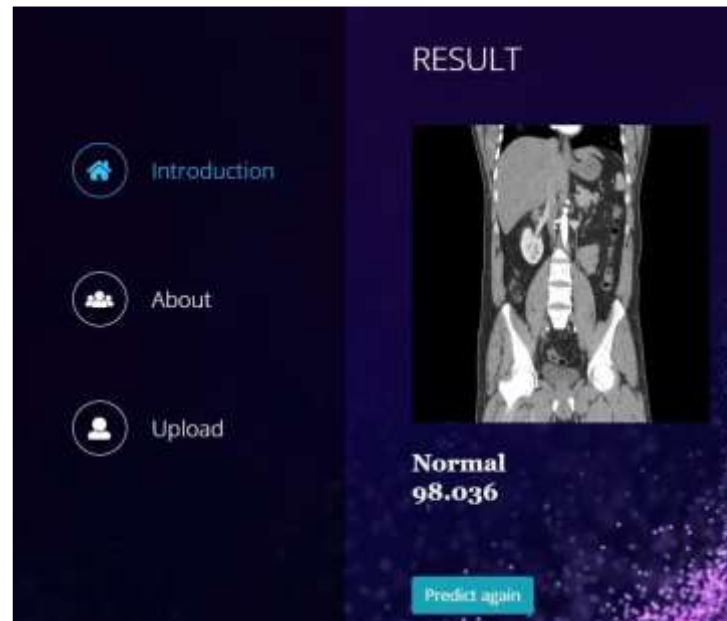 Introduction
About
Upload
RESULT
Normal
98.036
Predict again